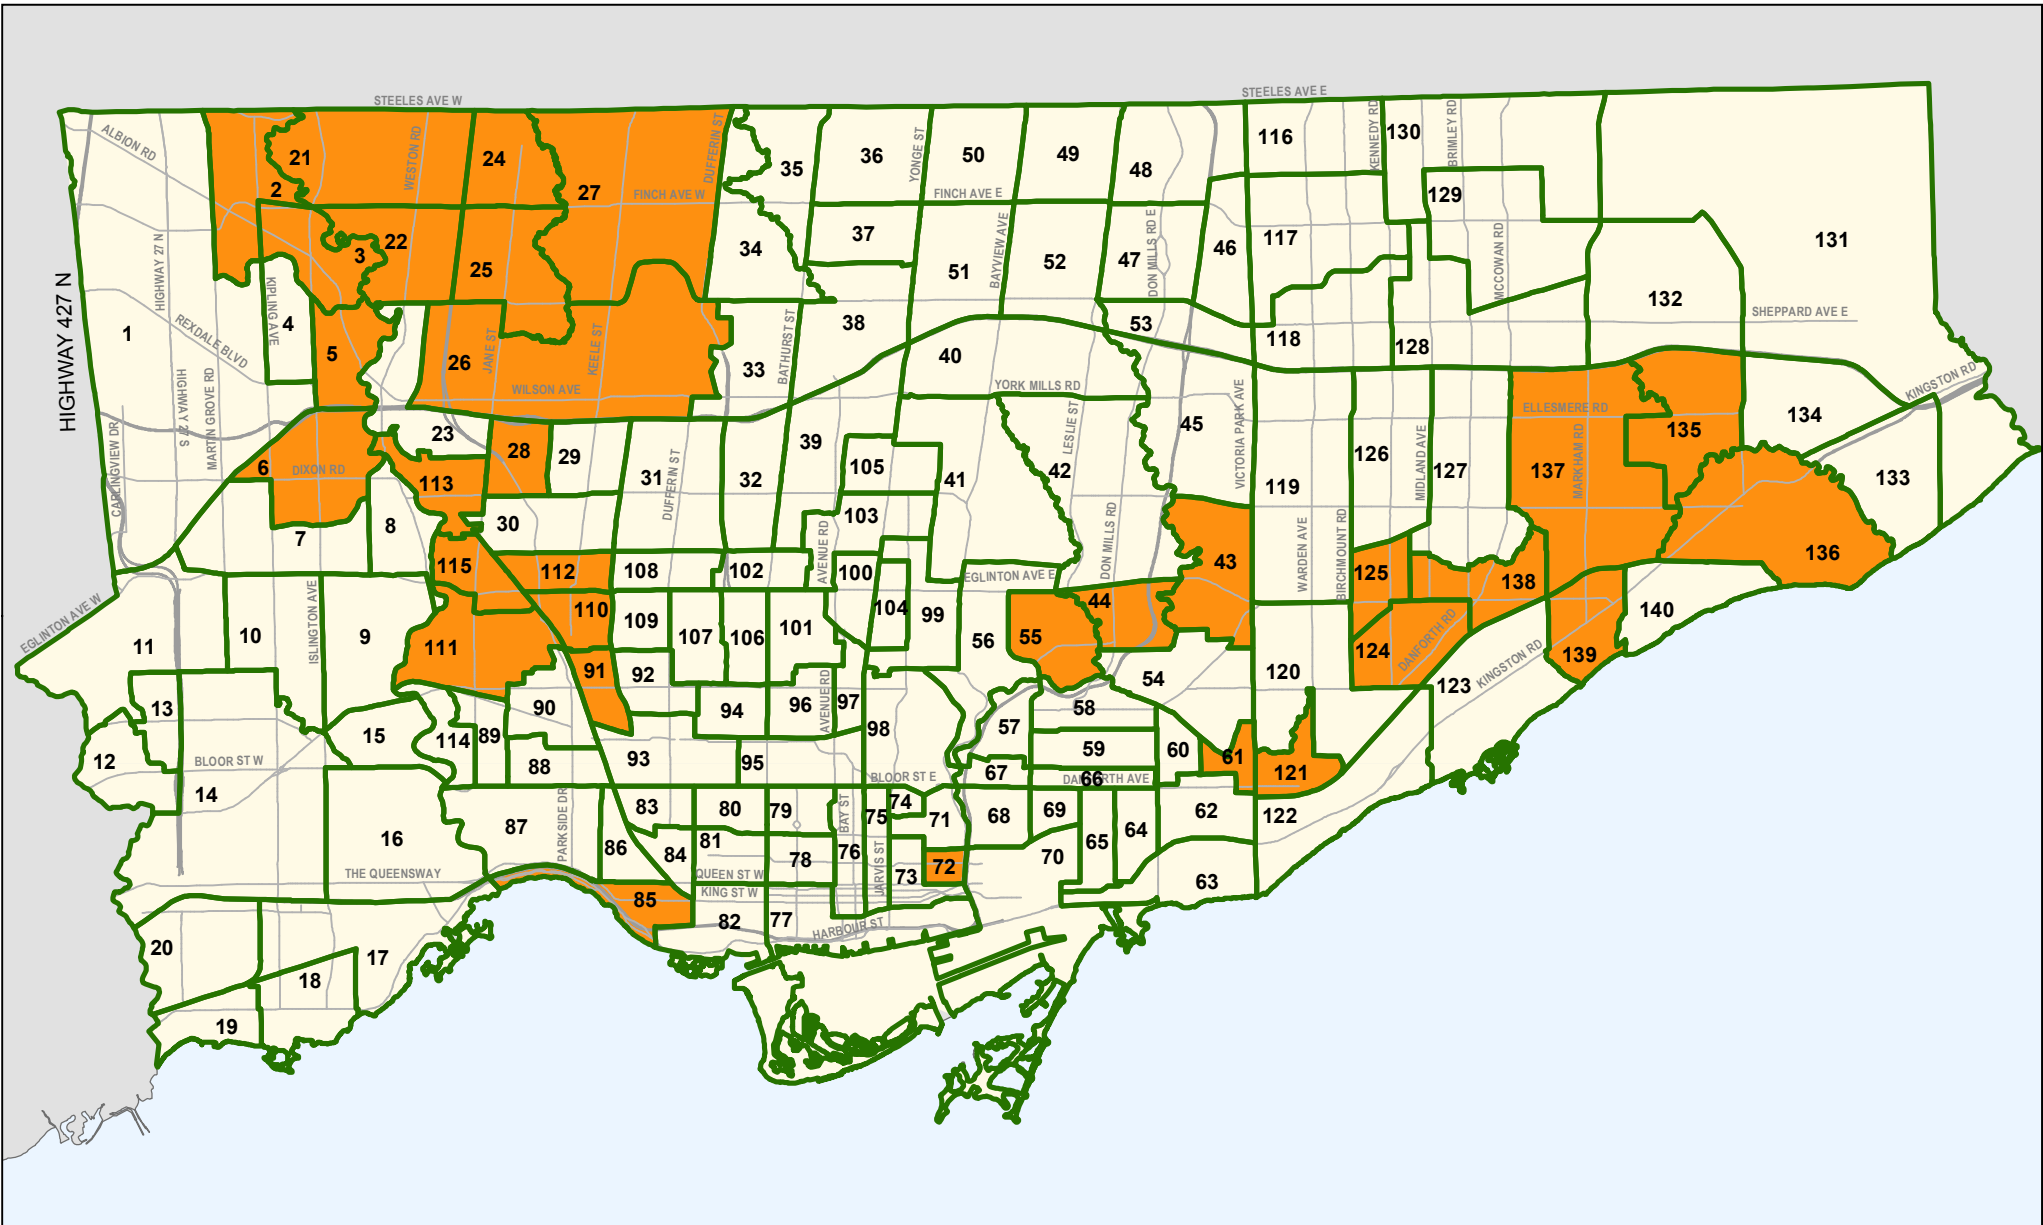 STEELES AVE W
STEELES AVE E
ALBION RD
WESTON RD
DUFFERIN ST
YONGE ST
KENNEDY RD
BRIMLEY RD
21
24
2
27
35
36
50
49
48
116
130
129
FINCH AVE W
FINCH AVE E
HIGHWAY 27 N
3
22
25
34
37
51
BAYVIEW AVE
52
47
DON MILLS RD E
46
117
MCCOWAN RD
131
HIGHWAY 427 N
1
REXDALE BLVD
KIPLING AVE
4
5
26
JANE ST
KEELE ST
WILSON AVE
33
BATHURST ST
38
40
YORK MILLS RD
53
118
128
132
SHEPPARD AVE E
KINGSTON RD
HIGHWAY 27 S
MARTIN GROVE RD
CARLINGVIEW DR
6
DIXON RD
23
113
28
29
31
DUFFERIN ST
32
39
105
103
41
42
LESLIE ST
45
VICTORIA PARK AVE
119
126
MIDLAND AVE
127
ELLESMERE RD
137
MARKHAM RD
135
134
133
136
7
8
30
115
112
108
102
AVENUE RD
100
EGLINTON AVE E
DON MILLS RD
43
WARDEN AVE
BIRCHMOUNT RD
125
138
140
EGLINTON AVE W
11
10
ISLINGTON AVE
9
111
110
109
107
106
101
104
99
56
55
44
124
DANFORTH RD
139
13
12
15
114
89
90
91
92
94
96
AVENUE RD
97
98
57
58
54
120
123
KINGSTON RD
BLOOR ST W
14
88
93
95
BLOOR ST E
67
59
66
DANFORTH AVE
60
61
121
16
THE QUEENSWAY
87
PARKSIDE DR
86
83
84
80
81
79
78
BAY ST
76
75
JARVIS ST
74
71
73
72
68
69
70
65
64
62
63
122
QUEEN ST W
KING ST W
85
82
77
HARBOUR ST
20
18
17
19